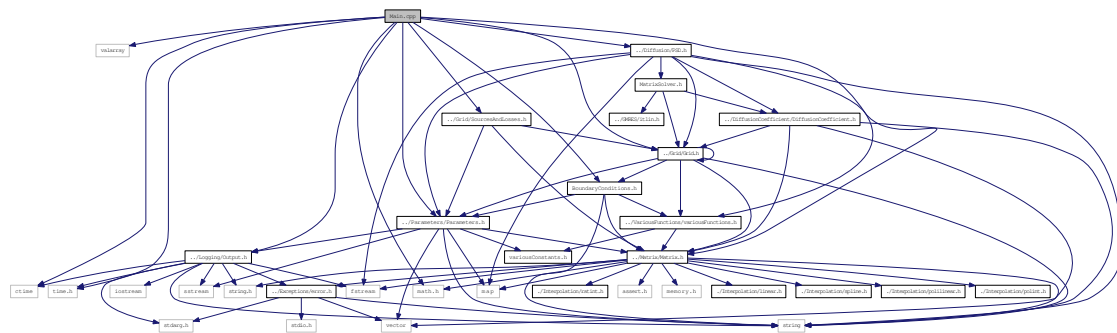 Main.cpp
valarray
../Diffusion/PSD.h
MatrixSolver.h
../Grid/SourcesAndLosses.h
../GMRES/itlin.h
../DiffusionCoefficient/DiffusionCoefficient.h
../Grid/Grid.h
BoundaryConditions.h
../Parameters/Parameters.h
../VariousFunctions/variousFunctions.h
../Logging/Output.h
variousConstants.h
../Matrix/Matrix.h
ctime
time.h
iostream
sstream
string.h
../Exceptions/error.h
fstream
math.h
map
assert.h
memory.h
../Interpolation/linear.h
../Interpolation/spline.h
../Interpolation/polilinear.h
../Interpolation/polint.h
stdarg.h
stdio.h
vector
string